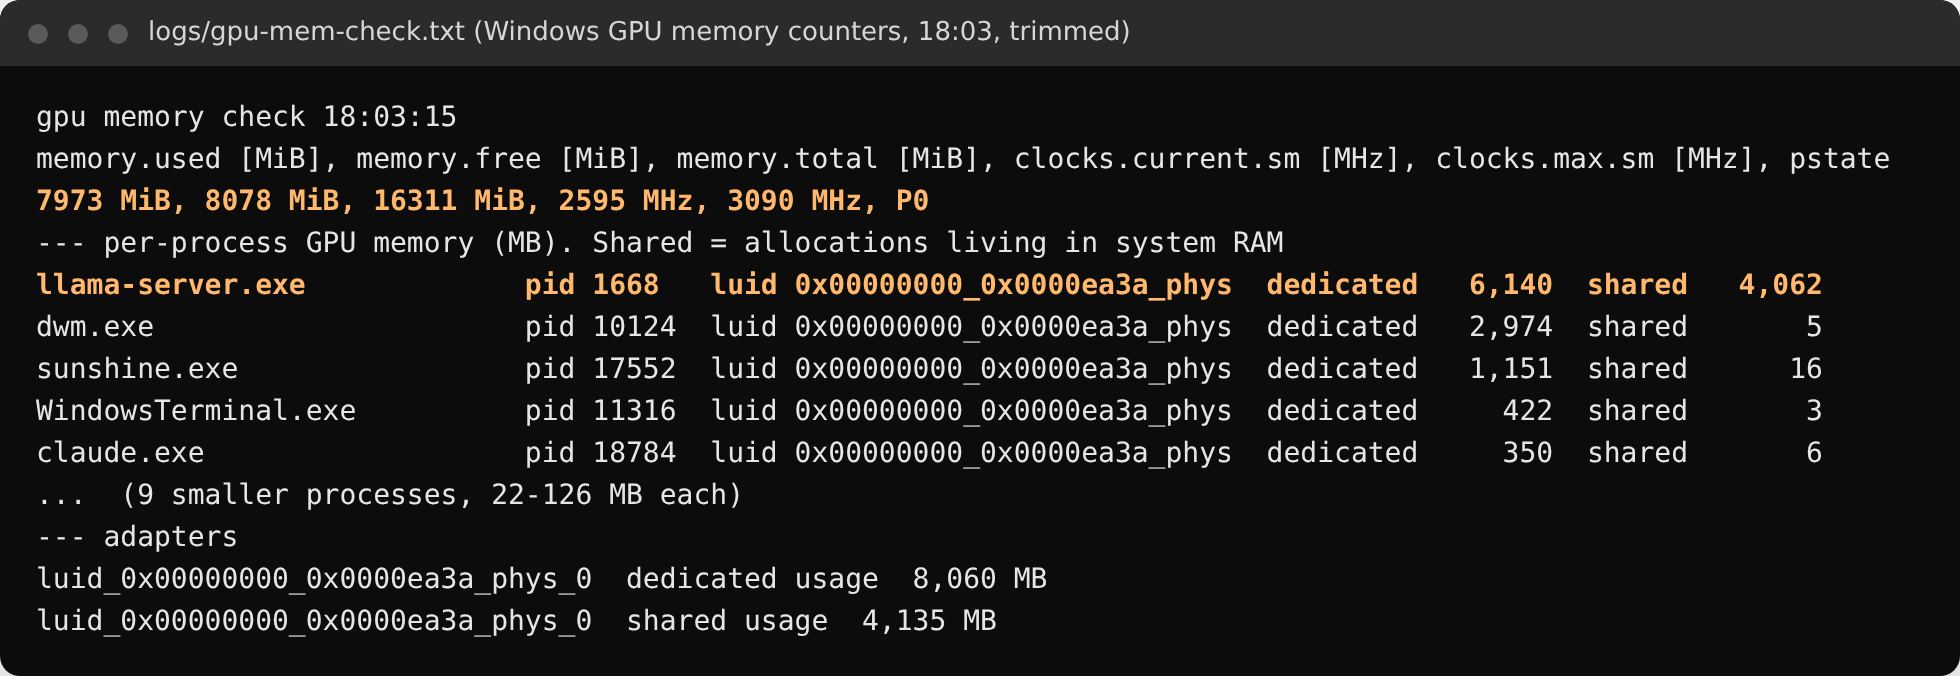 logs/gpu-mem-check.txt (Windows GPU memory counters, 18:03, trimmed)
gpu memory check 18:03:15
memory.used [MiB], memory.free [MiB], memory.total [MiB], clocks.current.sm [MHz], clocks.max.sm [MHz], pstate
7973 MiB, 8078 MiB, 16311 MiB, 2595 MHz, 3090 MHz, P0
--- per-process GPU memory (MB). Shared = allocations living in system RAM
llama-server.exe             pid 1668   luid 0x00000000_0x0000ea3a_phys  dedicated   6,140  shared   4,062
dwm.exe                      pid 10124  luid 0x00000000_0x0000ea3a_phys  dedicated   2,974  shared       5
sunshine.exe                 pid 17552  luid 0x00000000_0x0000ea3a_phys  dedicated   1,151  shared      16
WindowsTerminal.exe          pid 11316  luid 0x00000000_0x0000ea3a_phys  dedicated     422  shared       3
claude.exe                   pid 18784  luid 0x00000000_0x0000ea3a_phys  dedicated     350  shared       6
...  (9 smaller processes, 22-126 MB each)
--- adapters
luid_0x00000000_0x0000ea3a_phys_0  dedicated usage  8,060 MB
luid_0x00000000_0x0000ea3a_phys_0  shared usage  4,135 MB